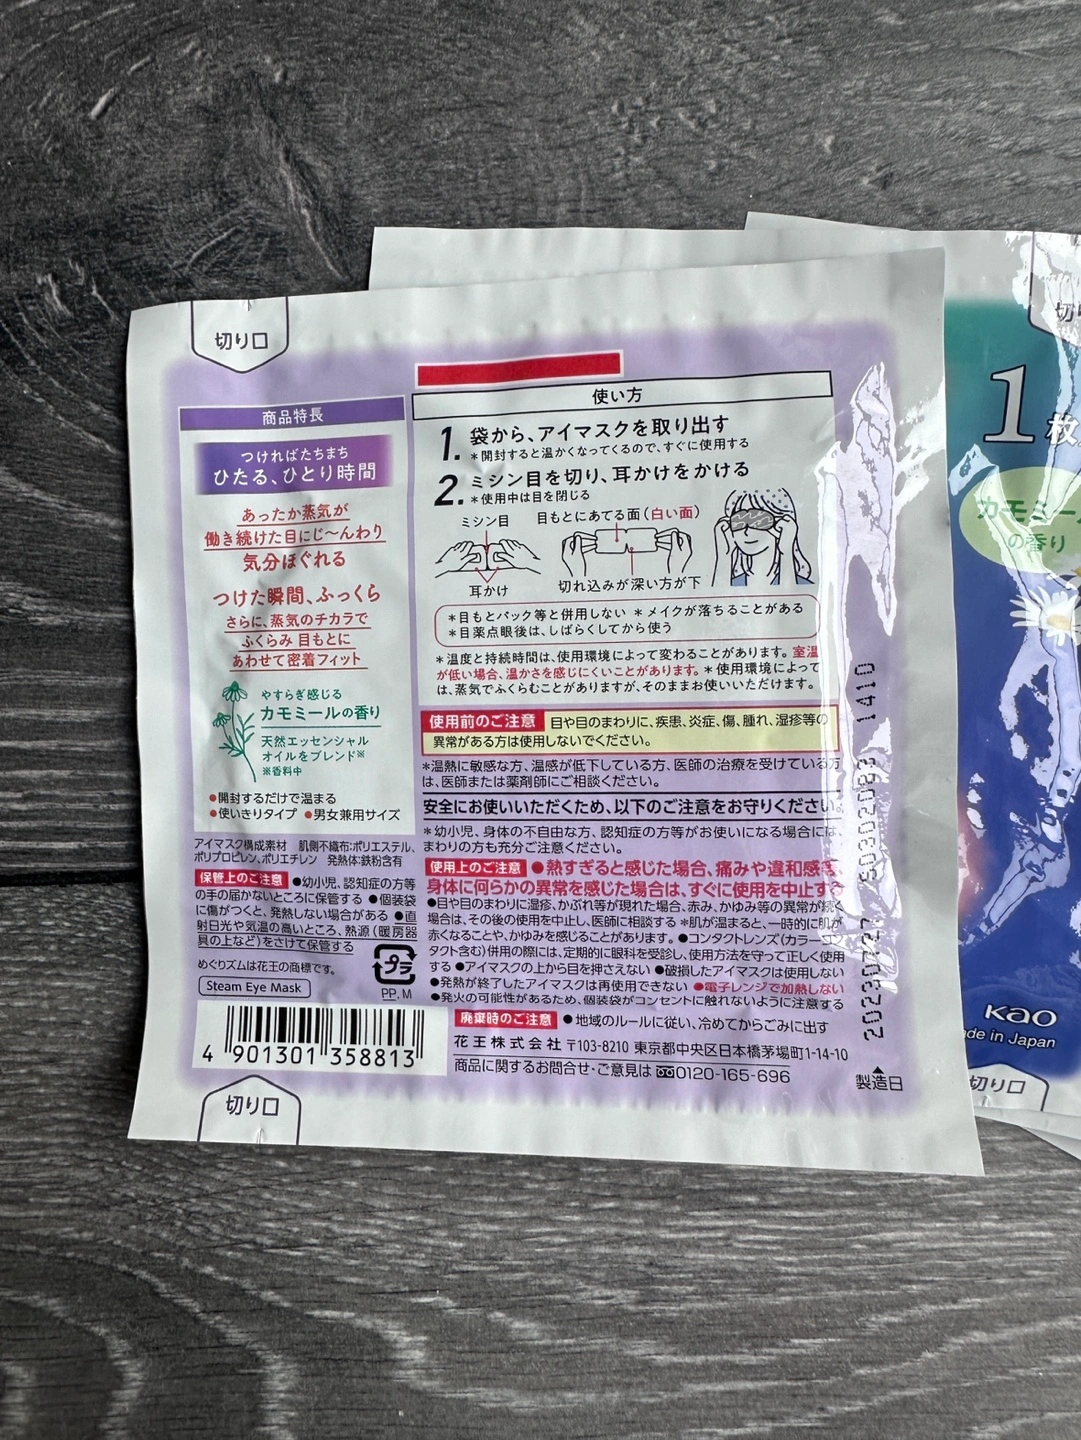 切り口
商品特長
つければたちまち
ひたる、ひとり時間
あったか蒸気が
働き続けた目にじ〜んわり
気分ほぐれる
つけた瞬間、ふっくら
さらに、蒸気のチカラで
ふくらみ 目もとに
あわせて密着フィット
やすらぎ感じる
カモミールの香り
天然エッセンシャル
オイルをブレンド※
※香料中
●開封するだけで温まる
●使いきりタイプ ●男女兼用サイズ
アイマスク構成素材 肌側不織布:ポリエステル、
ポリプロピレン、ポリエチレン 発熱体:鉄粉含有
保管上のご注意 ●幼小児、認知症の方等
の手の届かないところに保管する ●個装袋
に傷がつくと、発熱しない場合がある ●直
射日光や気温の高いところ、熱源(暖房器
具の上など)をさけて保管する
めぐりズムは花王の商標です。
Steam Eye Mask
プラ
PP, M
4 901301 358813
切り口
使い方
1. 袋から、アイマスクを取り出す
＊開封すると温かくなってくるので、すぐに使用する
2. ミシン目を切り、耳かけをかける
＊使用中は目を閉じる
ミシン目 目もとにあてる面(白い面)
耳かけ 切れ込みが深い方が下
＊目もとパック等と併用しない ＊メイクが落ちることがある
＊目薬点眼後は、しばらくしてから使う
＊温度と持続時間は、使用環境によって変わることがあります。室温
が低い場合、温かさを感じにくいことがあります。＊使用環境によって
は、蒸気でふくらむことがありますが、そのままお使いいただけます。
使用前のご注意 目や目のまわりに、疾患、炎症、傷、腫れ、湿疹等の
異常がある方は使用しないでください。
＊温熱に敏感な方、温感が低下している方、医師の治療を受けている方
は、医師または薬剤師にご相談ください。
安全にお使いいただくため、以下のご注意をお守りください。
＊幼小児、身体の不自由な方、認知症の方等がお使いになる場合には、
まわりの方も充分ご注意ください。
使用上のご注意 ●熱すぎると感じた場合、痛みや違和感等、
身体に何らかの異常を感じた場合は、すぐに使用を中止する
●目や目のまわりに湿疹、かぶれ等が現れた場合、赤み、かゆみ等の異常が続く
場合は、その後の使用を中止し、医師に相談する ＊肌が温まると、一時的に肌が
赤くなることや、かゆみを感じることがあります。●コンタクトレンズ(カラーコン
タクト含む)併用の際には、定期的に眼科を受診し、使用方法を守って正しく使用
する ●アイマスクの上から目を押さえない ●破損したアイマスクは使用しない
●発熱が終了したアイマスクは再使用できない ●電子レンジで加熱しない
●発火の可能性があるため、個装袋がコンセントに触れないように注意する
廃棄時のご注意 ●地域のルールに従い、冷めてからごみに出す
花王株式会社 〒103-8210 東京都中央区日本橋茅場町1-14-10
商品に関するお問合せ・ご意見は 0120-165-696
20230727 1410
▲
製造日
切り
1枚
カモミー
の香り
Kao
de in Japan
切り口